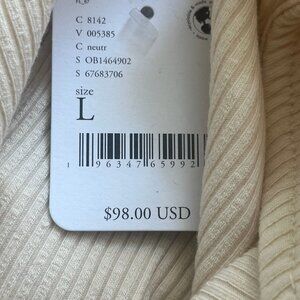 C 8142
V 005385
C neutr
S OB1464902
S 67683706
size
L
1 96347 65992
$98.00 USD